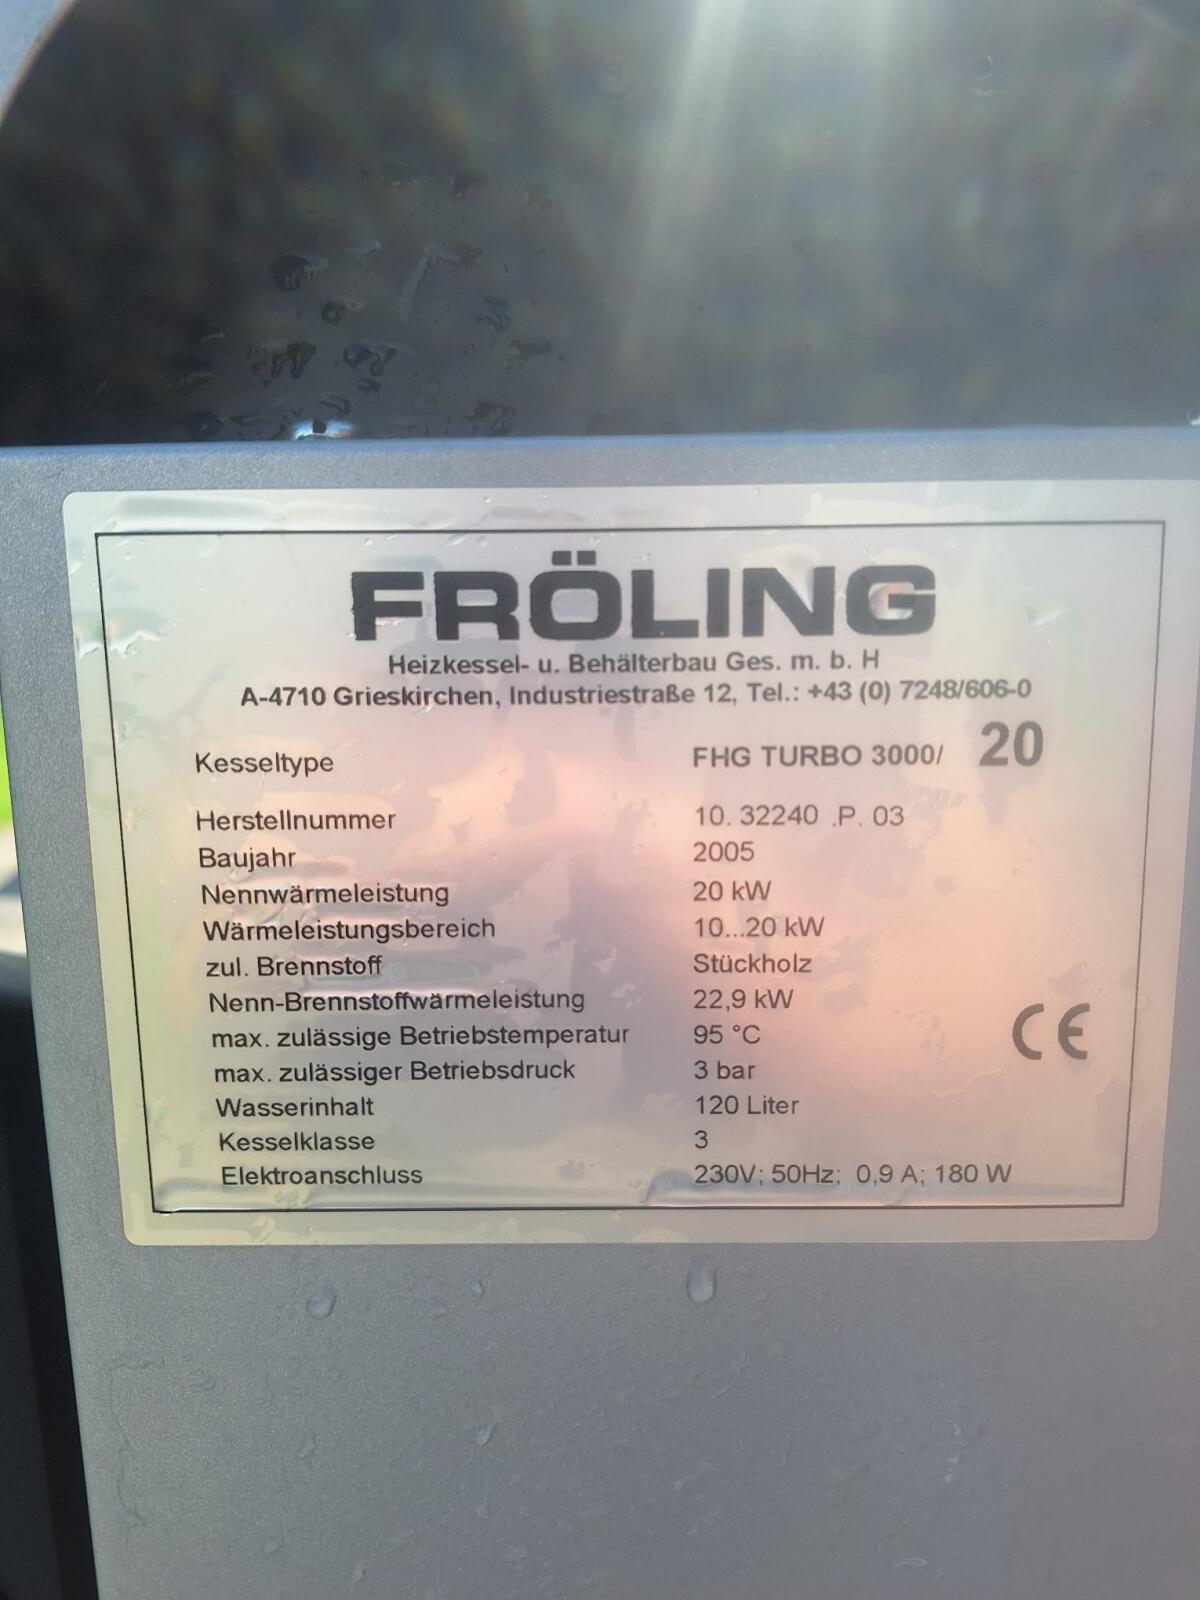 FRÖLING
Heizkessel- u. Behälterbau Ges. m. b. H
A-4710 Grieskirchen, Industriestraße 12, Tel.: +43 (0) 7248/606-0
Kesseltype FHG TURBO 3000/ 20
Herstellnummer 10. 32240 .P. 03
Baujahr 2005
Nennwärmeleistung 20 kW
Wärmeleistungsbereich 10...20 kW
zul. Brennstoff Stückholz
Nenn-Brennstoffwärmeleistung 22,9 kW
max. zulässige Betriebstemperatur 95 °C
max. zulässiger Betriebsdruck 3 bar
Wasserinhalt 120 Liter
Kesselklasse 3
Elektroanschluss 230V; 50Hz; 0,9 A; 180 W
CE